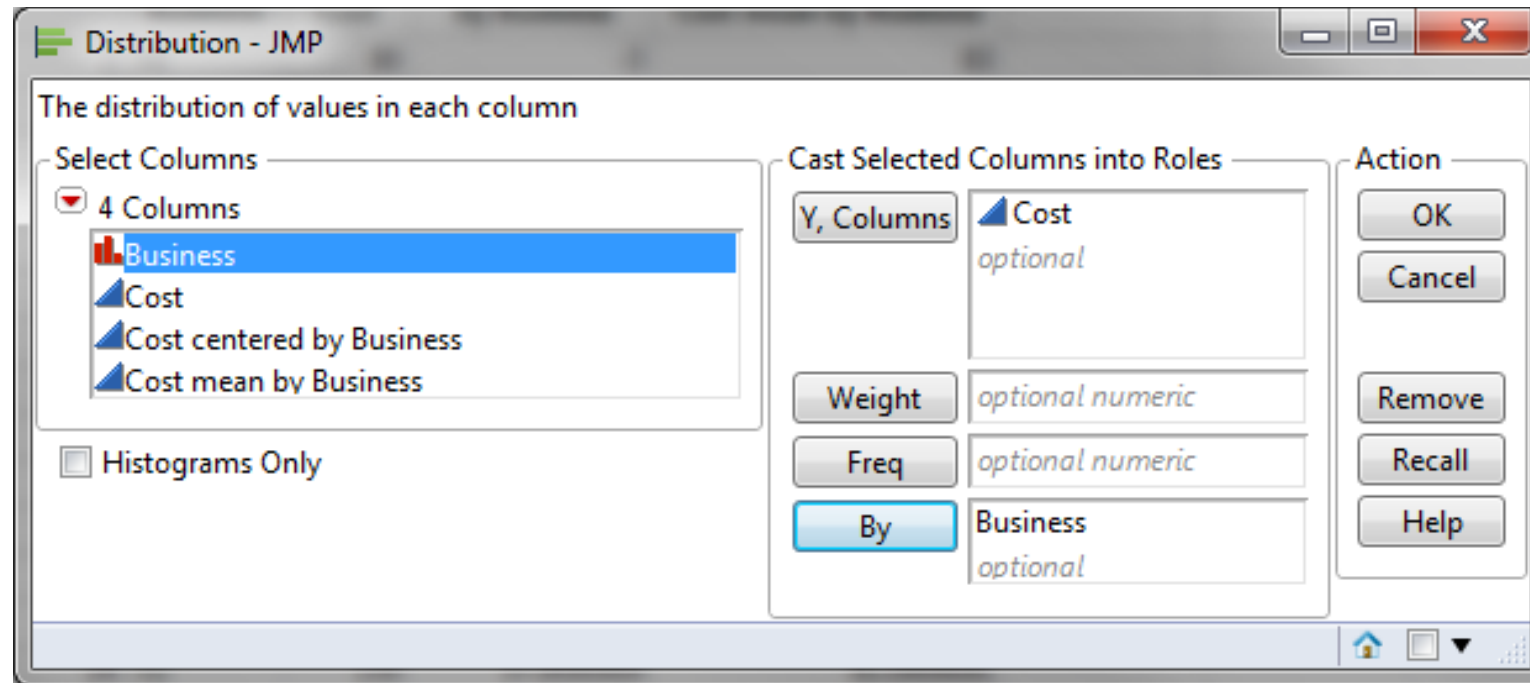 Distribution - JMP
The distribution of values in each column
Select Columns
4 Columns
Business
Cost
Cost centered by Business
Cost mean by Business
Histograms Only
Cast Selected Columns into Roles
Y, Columns
Cost
optional
Weight
optional numeric
Freq
optional numeric
By
Business
optional
Action
OK
Cancel
Remove
Recall
Help